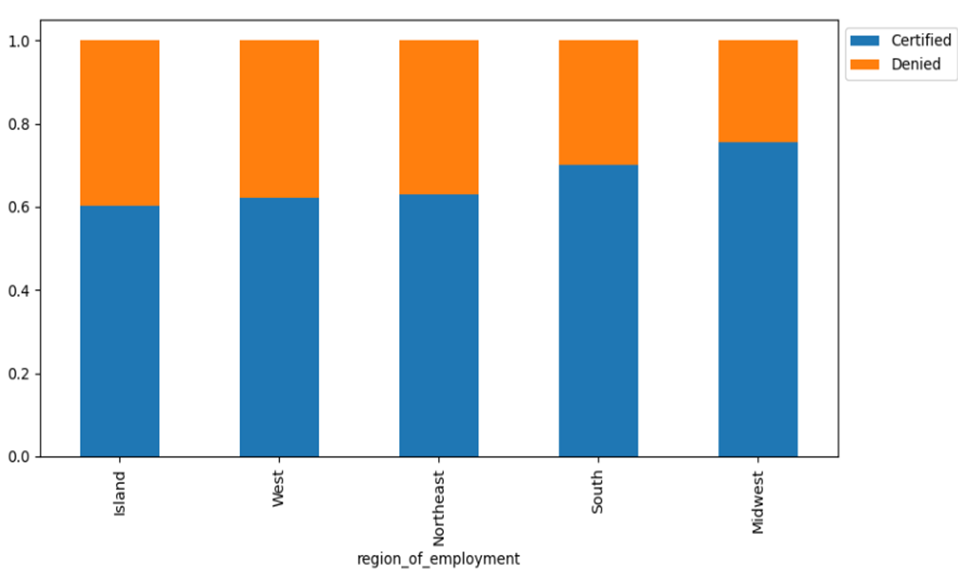 1.0
0.8
0.6
0.4
0.2
0.0
Island
West
Northeast
South
Midwest
region_of_employment
Certified
Denied